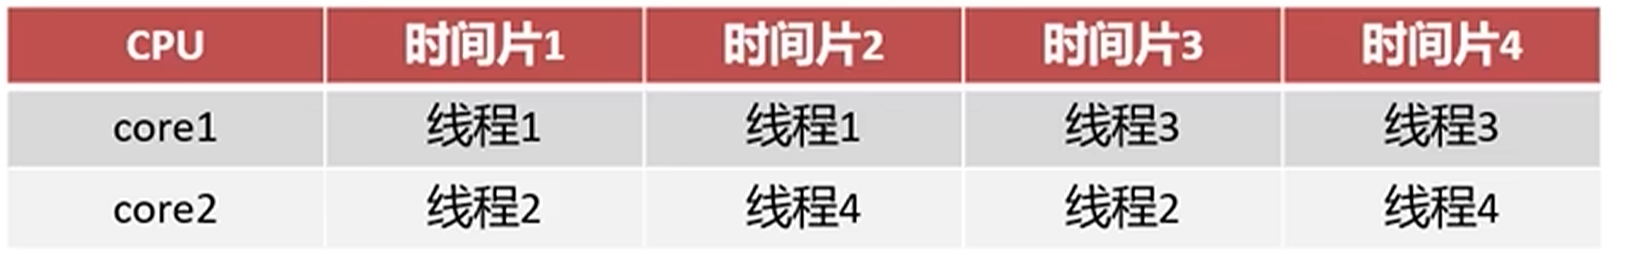 CPU 时间片1 时间片2 时间片3 时间片4
core1 线程1 线程1 线程3 线程3
core2 线程2 线程4 线程2 线程4